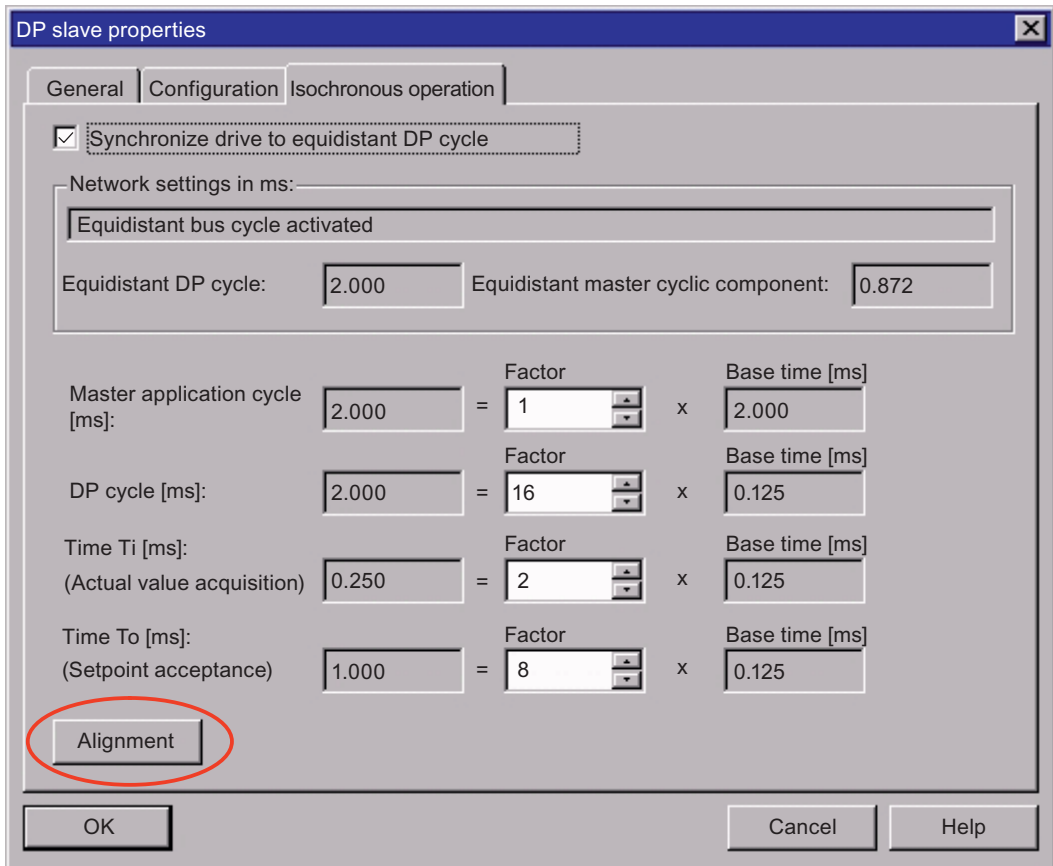 DP slave properties
General Configuration Isochronous operation
Synchronize drive to equidistant DP cycle
Network settings in ms:
Equidistant bus cycle activated
Equidistant DP cycle: 2.000 Equidistant master cyclic component: 0.872
Factor Base time [ms]
Master application cycle
[ms]: 2.000 = 1 x 2.000
Factor Base time [ms]
DP cycle [ms]: 2.000 = 16 x 0.125
Time Ti [ms]: Factor Base time [ms]
(Actual value acquisition) 0.250 = 2 x 0.125
Time To [ms]: Factor Base time [ms]
(Setpoint acceptance) 1.000 = 8 x 0.125
Alignment
OK Cancel Help